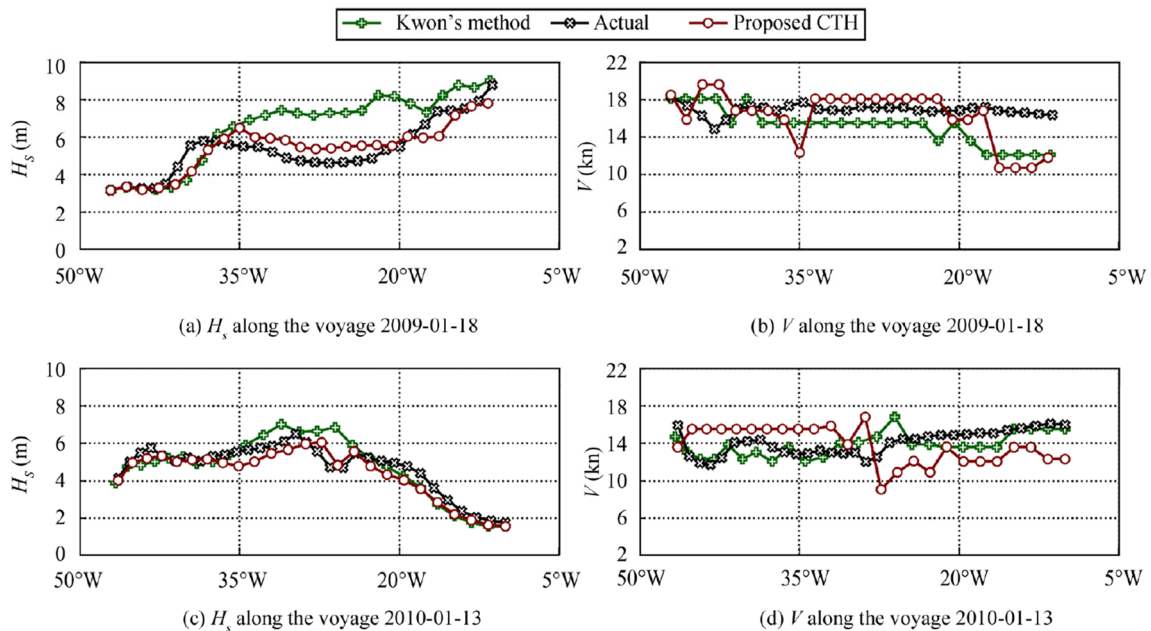 Kwon's method Actual Proposed CTH
10
8
6
4
2
0
H_s (m)
50°W 35°W 20°W 5°W
(a) H_s along the voyage 2009-01-18
22
18
14
10
6
2
V (kn)
50°W 35°W 20°W 5°W
(b) V along the voyage 2009-01-18
10
8
6
4
2
0
H_s (m)
50°W 35°W 20°W 5°W
(c) H_s along the voyage 2010-01-13
22
18
14
10
6
2
V (kn)
50°W 35°W 20°W 5°W
(d) V along the voyage 2010-01-13